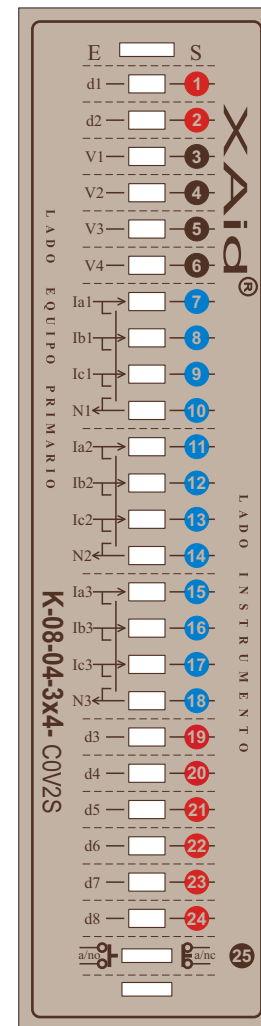 E S
d1 1
d2 2
V1 3
V2 4
V3 5
V4 6
Ia1 7
Ib1 8
Ic1 9
N1 10
Ia2 11
Ib2 12
Ic2 13
N2 14
Ia3 15
Ib3 16
Ic3 17
N3 18
d3 19
d4 20
d5 21
d6 22
d7 23
d8 24
a/no a/nc 25
XAid®
LADO EQUIPO PRIMARIO
LADO INSTRUMENTO
K-08-04-3x4- C0V2S